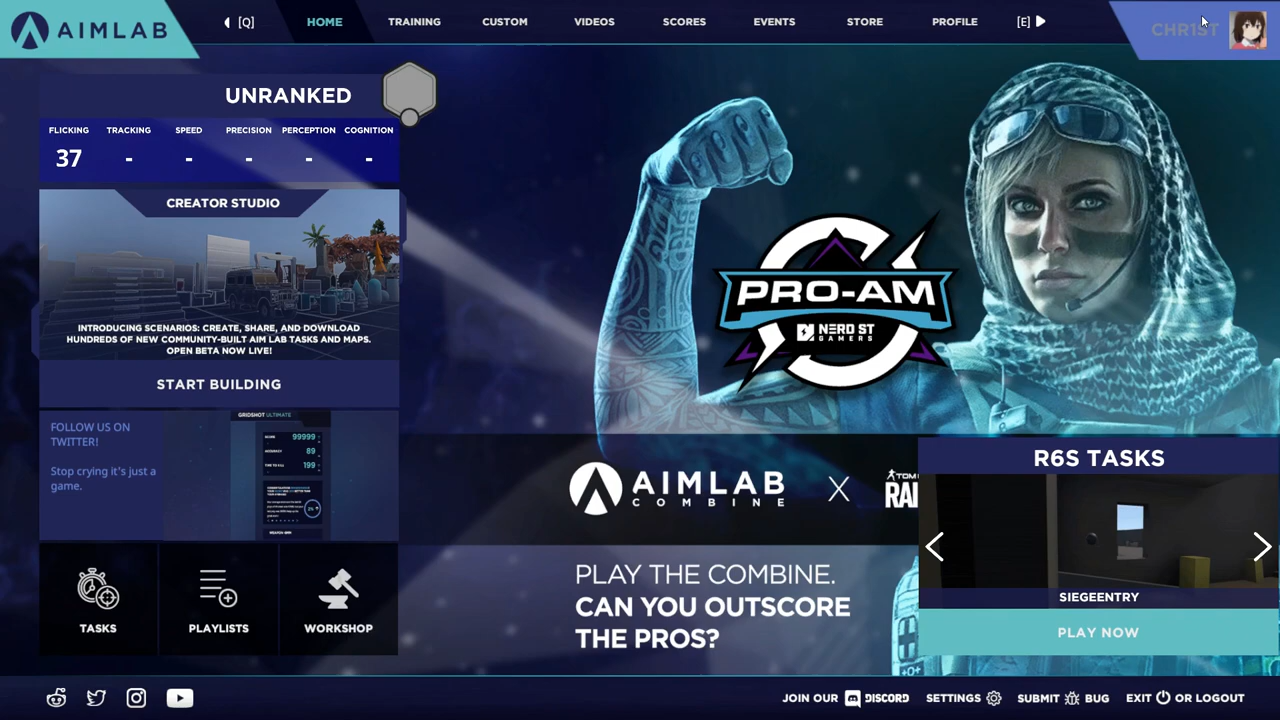 AIMLAB
[Q]
HOME
TRAINING
CUSTOM
VIDEOS
SCORES
EVENTS
STORE
PROFILE
[E]
CHR1ST
UNRANKED
FLICKING TRACKING SPEED PRECISION PERCEPTION COGNITION
37 - - - - -
CREATOR STUDIO
INTRODUCING SCENARIOS: CREATE, SHARE, AND DOWNLOAD
HUNDREDS OF NEW COMMUNITY-BUILT AIM LAB TASKS AND MAPS.
OPEN BETA NOW LIVE!
START BUILDING
FOLLOW US ON
TWITTER!
Stop crying it's just a
game.
GRIDSHOT ULTIMATE
SCORE 99999
ACCURACY 89
TIME TO KILL 199
TASKS
PLAYLISTS
WORKSHOP
PRO-AM
NERD ST
GAMERS
AIMLAB
COMBINE
X
TOM
RAI
PLAY THE COMBINE.
CAN YOU OUTSCORE
THE PROS?
R6S TASKS
SIEGEENTRY
PLAY NOW
JOIN OUR DISCORD
SETTINGS
SUBMIT BUG
EXIT OR LOGOUT